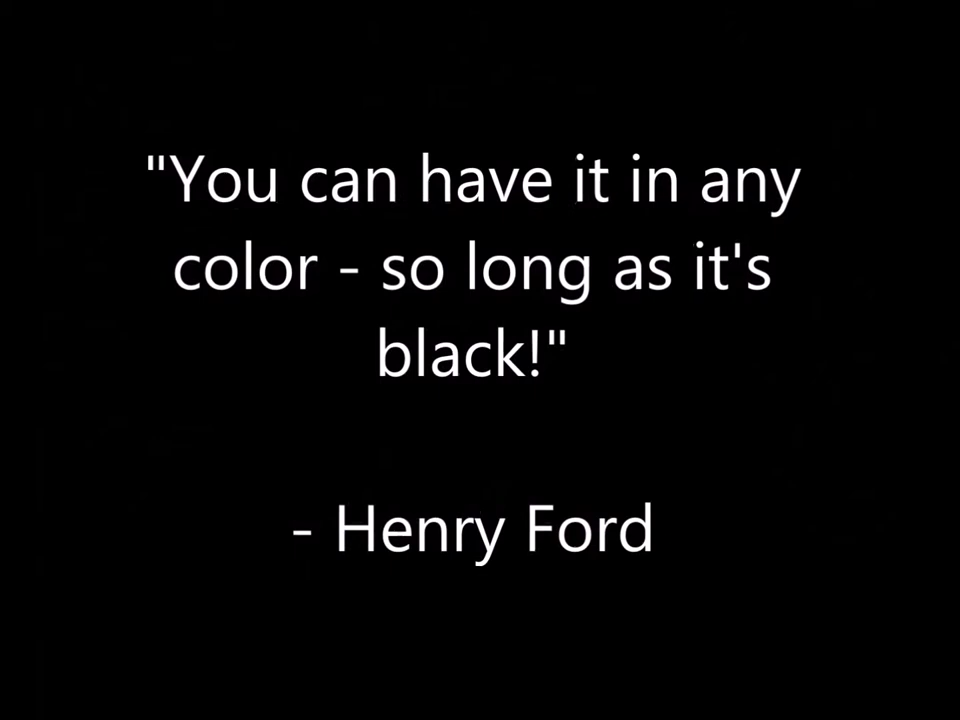 "You can have it in any
color - so long as it's
black!"
- Henry Ford